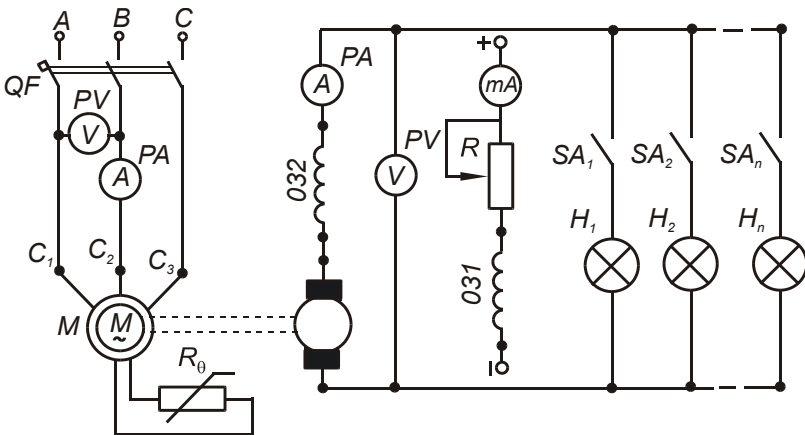 A B C
QF
PV
V
PA
A
C₁ C₂ C₃
M
M
~
Rθ
PA
A
032
PV
V
+
mA
R
031
–
SA₁ SA₂ SAₙ
H₁ H₂ Hₙ